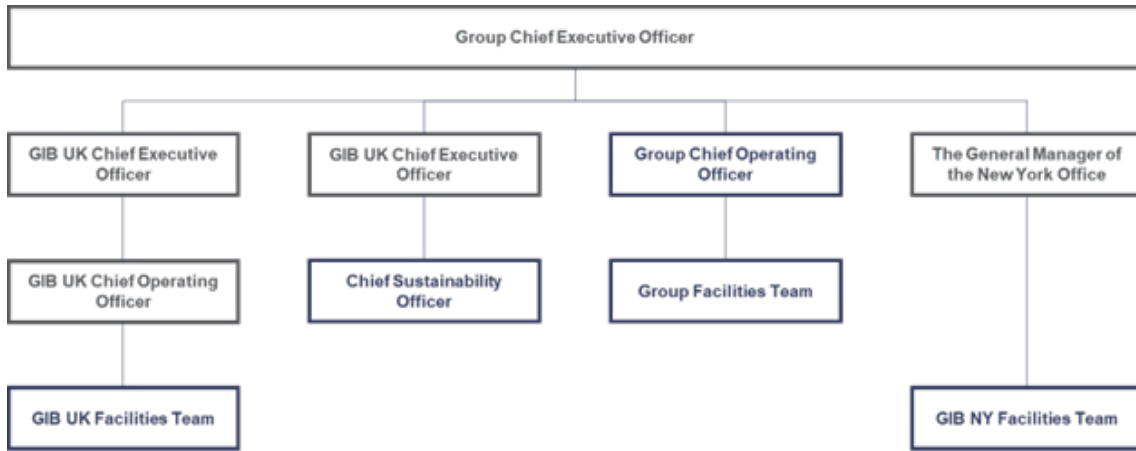 Group Chief Executive Officer
GIB UK Chief Executive
Officer
GIB UK Chief Executive
Officer
Group Chief Operating
Officer
The General Manager of
the New York Office
GIB UK Chief Operating
Officer
Chief Sustainability
Officer
Group Facilities Team
GIB UK Facilities Team
GIB NY Facilities Team